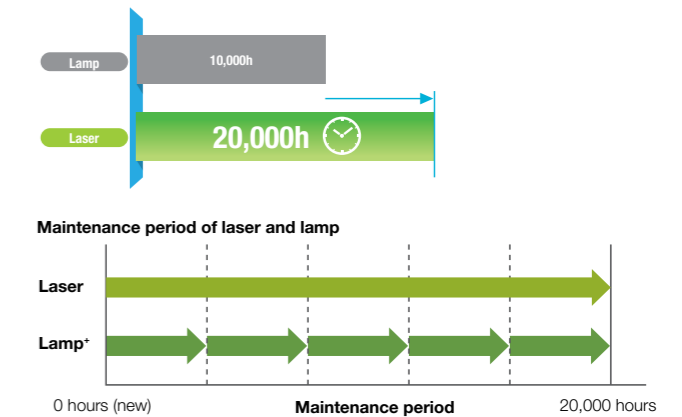 Lamp
10,000h
Laser
20,000h
Maintenance period of laser and lamp
Laser
Lamp+
0 hours (new)
Maintenance period
20,000 hours